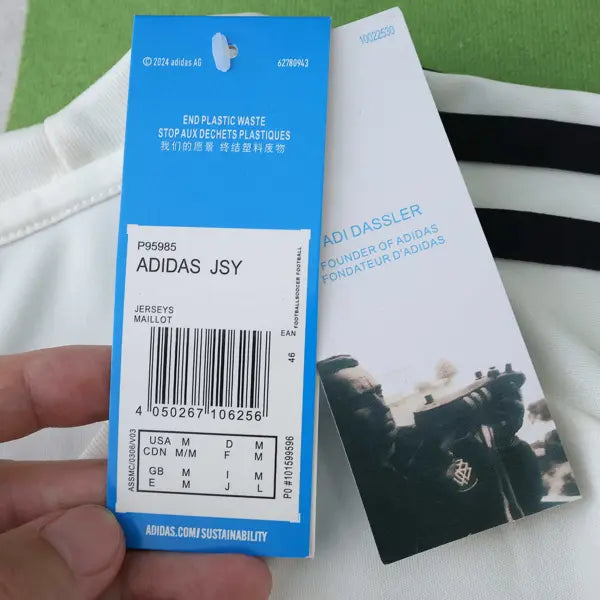 © 2024 adidas AG
62780943
END PLASTIC WASTE
STOP AUX DECHETS PLASTIQUES
我们的愿景 终结塑料废物
P95985
ADIDAS JSY
FOOTBALLSOCCER FOOTBALL
JERSEYS
MAILLOT
EAN
46
4 050267 106256
USA M D M
CDN M/M F M
GB M I M
E M J L
ASSMC/0306/V03
PO #101599596
ADIDAS.COM/SUSTAINABILITY
10022530
ADI DASSLER
FOUNDER OF ADIDAS
FONDATEUR D'ADIDAS